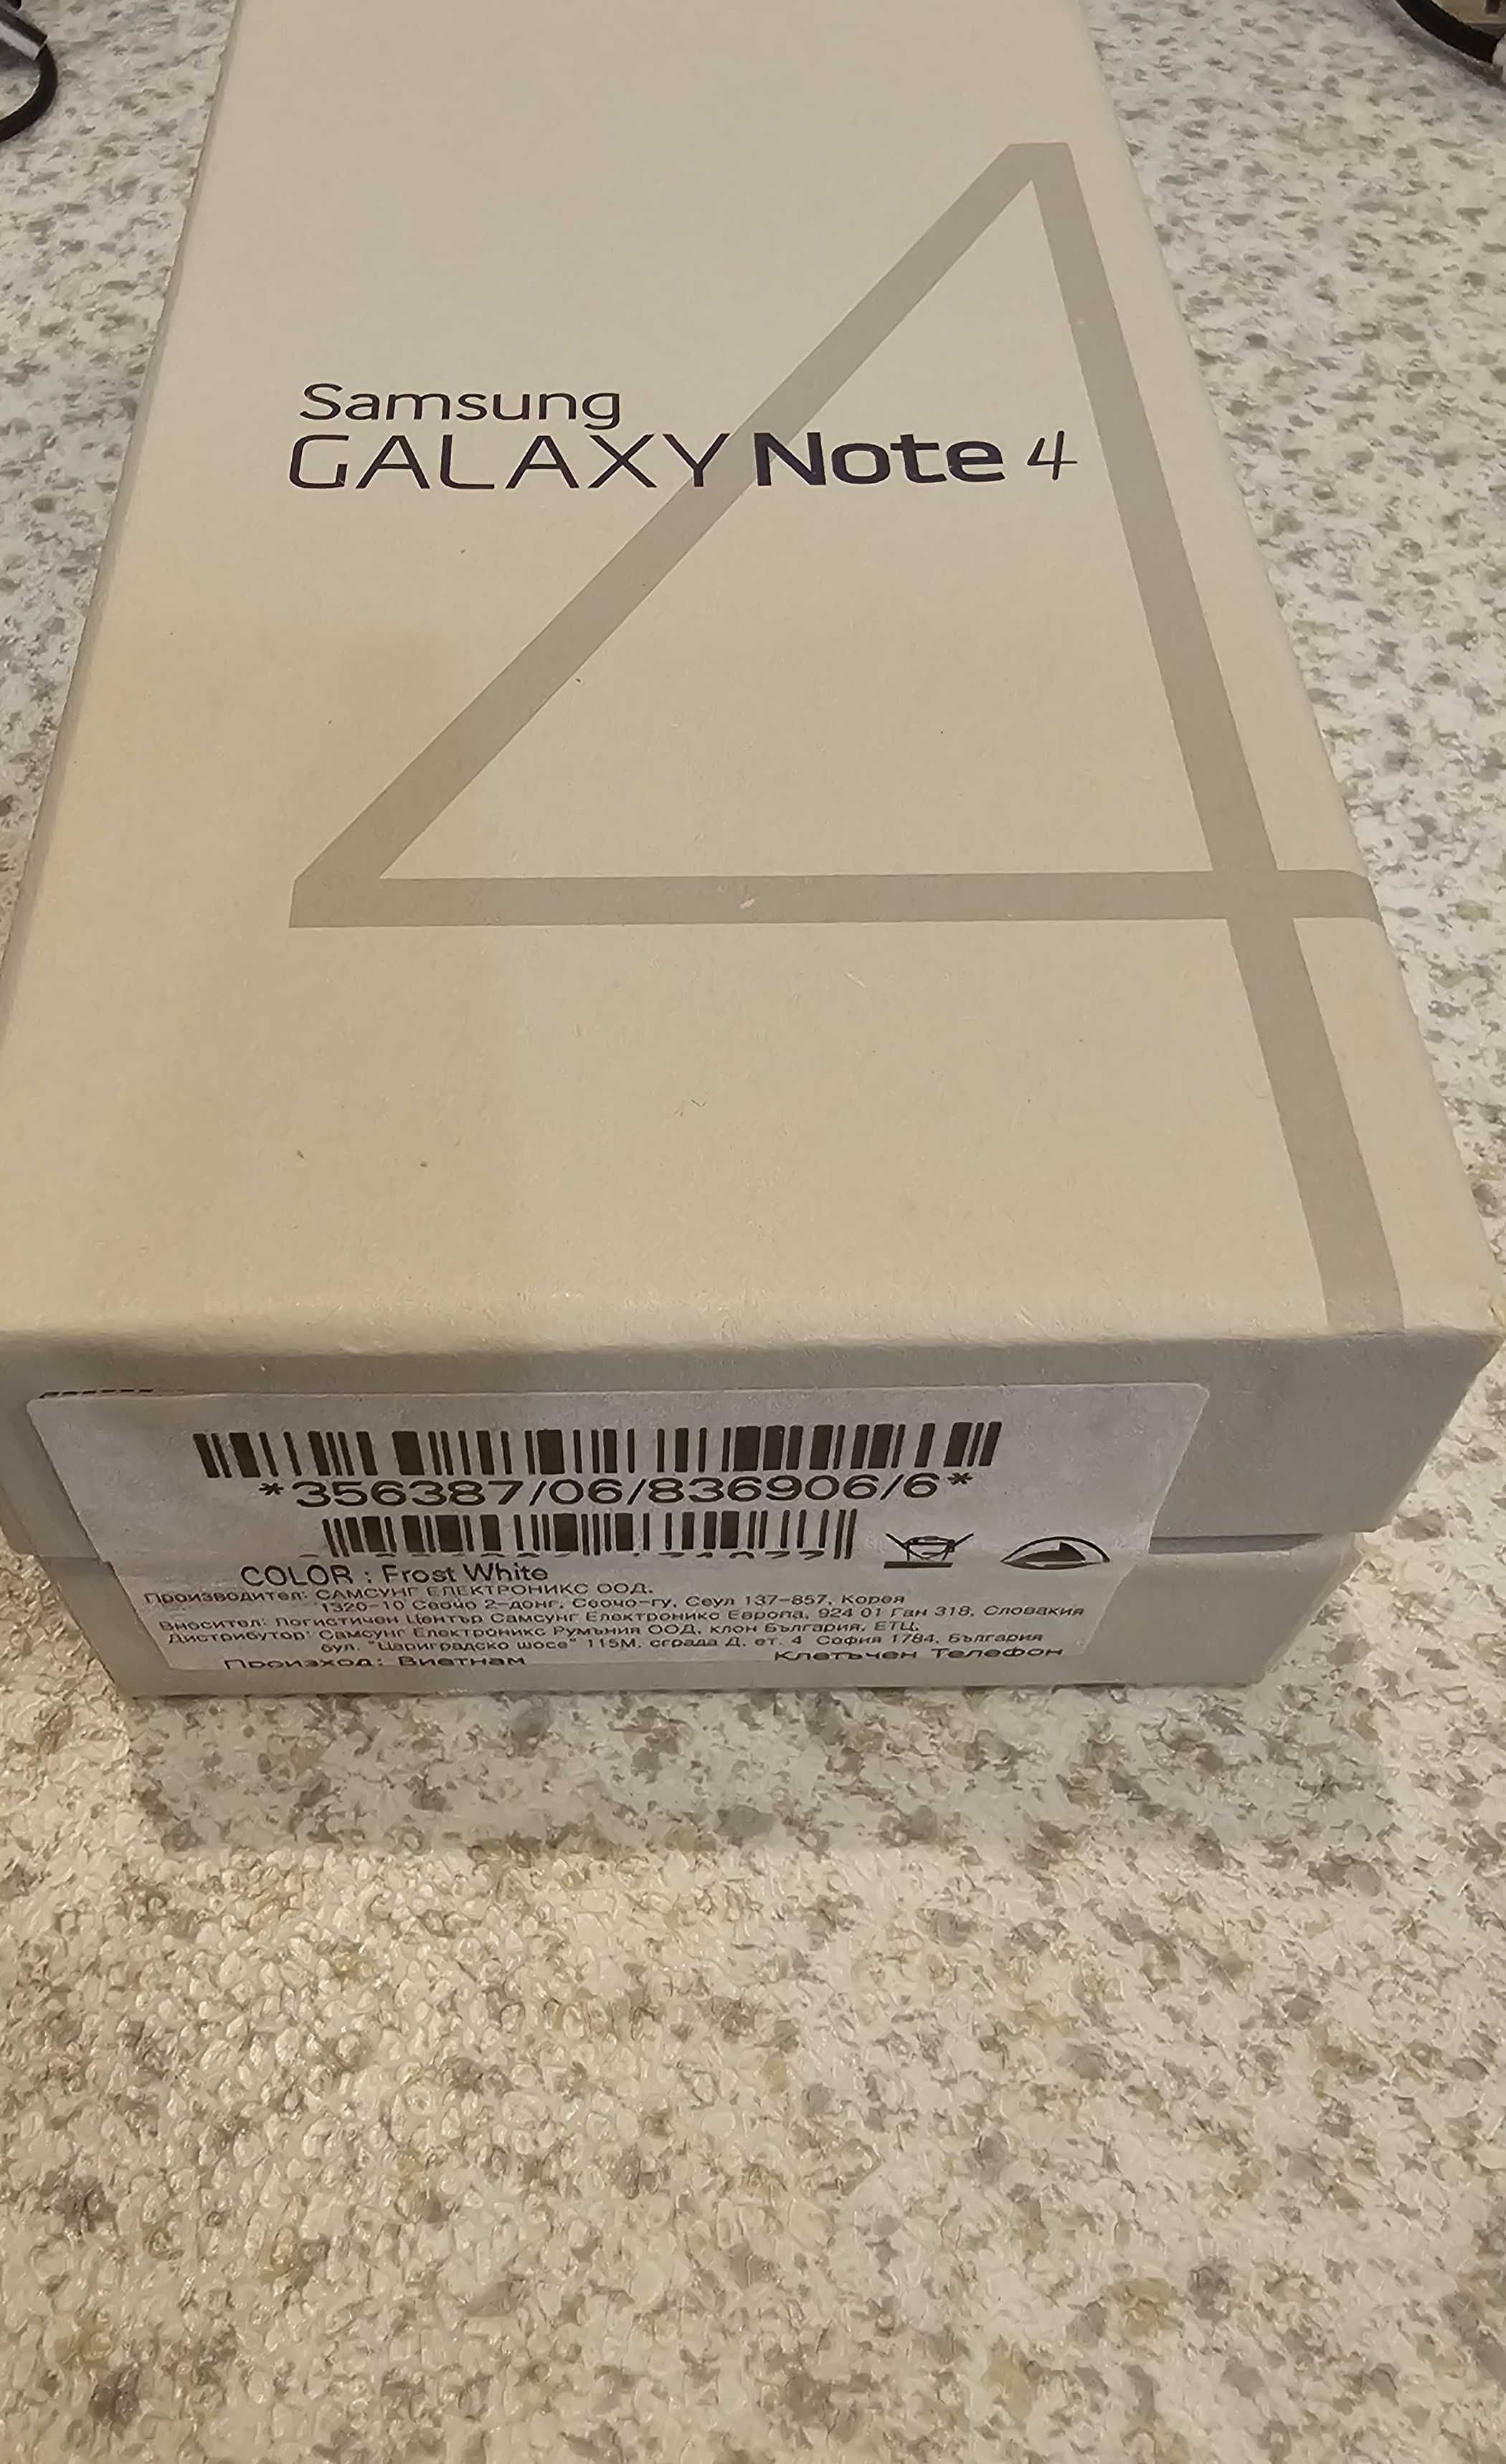 Samsung
GALAXY Note 4
*356387/06/836906/6*
COLOR : Frost White
Производител: САМСУНГ ЕЛЕКТРОНИКС ООД,
1320-10 Сеочо 2-донг, Сеочо-гу, Сеул 137-857, Корея
Вносител: Логистичен Център Самсунг Електроникс Европа, 924 01 Ган 318, Словакия
Дистрибутор: Самсунг Електроникс Румъния ООД, клон България, ЕТЦ,
бул. "Цариградско шосе" 115М, сграда Д, ет. 4 София 1784, България
Произход: Виетнам Клетъчен Телефон